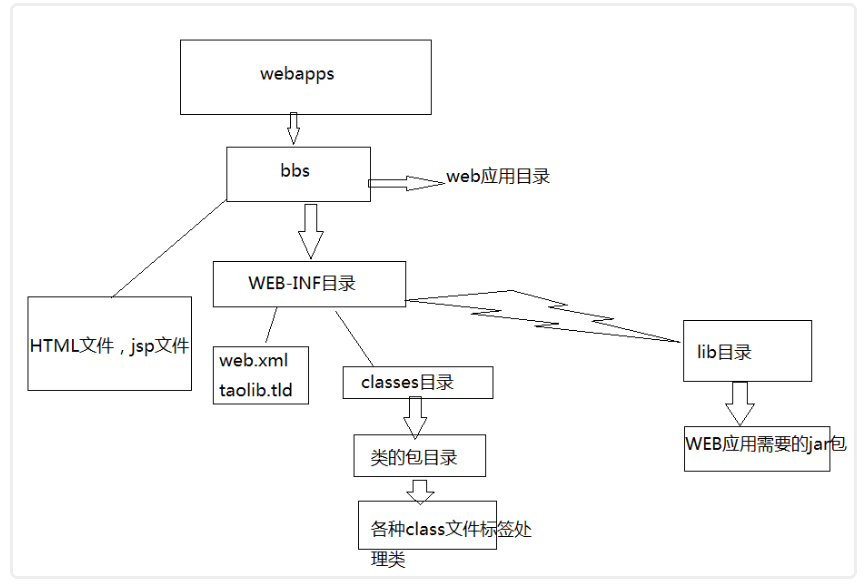 webapps
bbs
web应用目录
WEB-INF目录
HTML文件，jsp文件
web.xml
taolib.tld
classes目录
lib目录
类的包目录
WEB应用需要的jar包
各种class文件标签处
理类